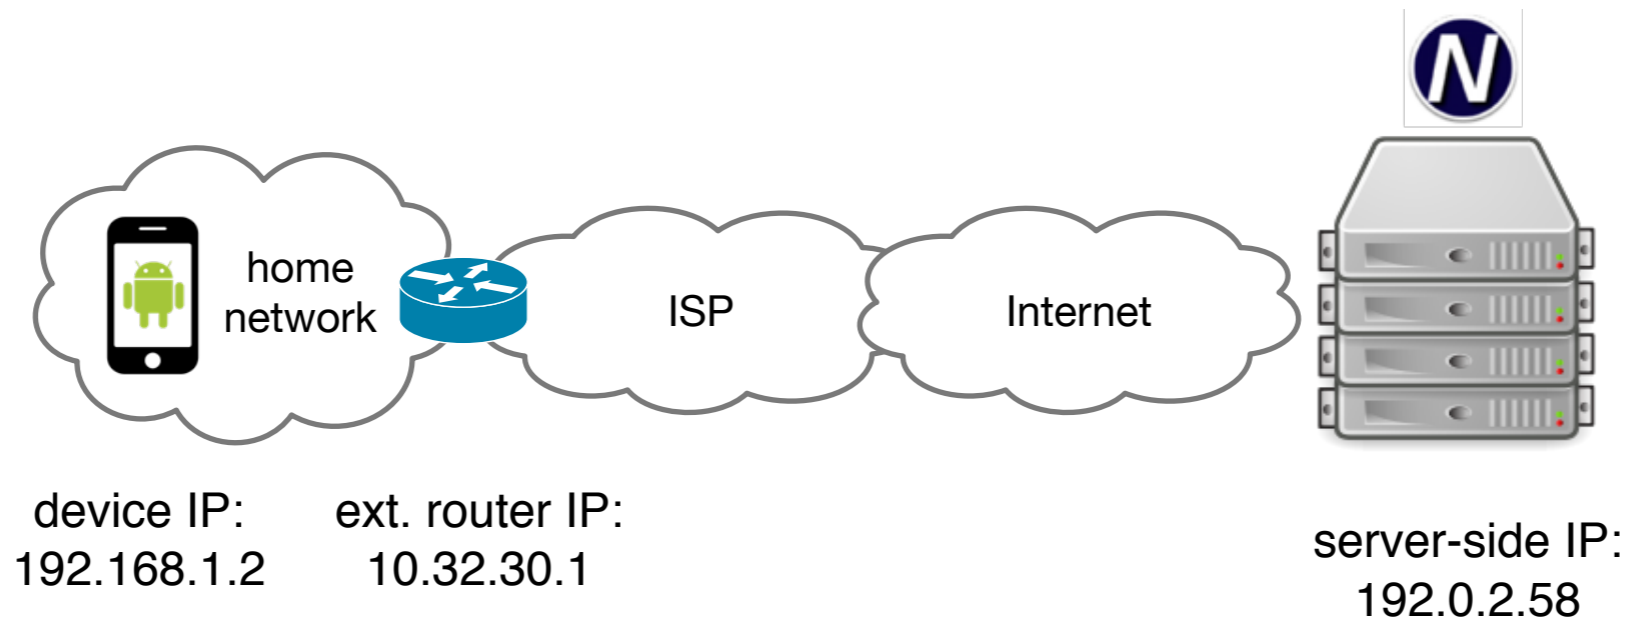 N
home
network
ISP
Internet
device IP:
192.168.1.2
ext. router IP:
10.32.30.1
server-side IP:
192.0.2.58